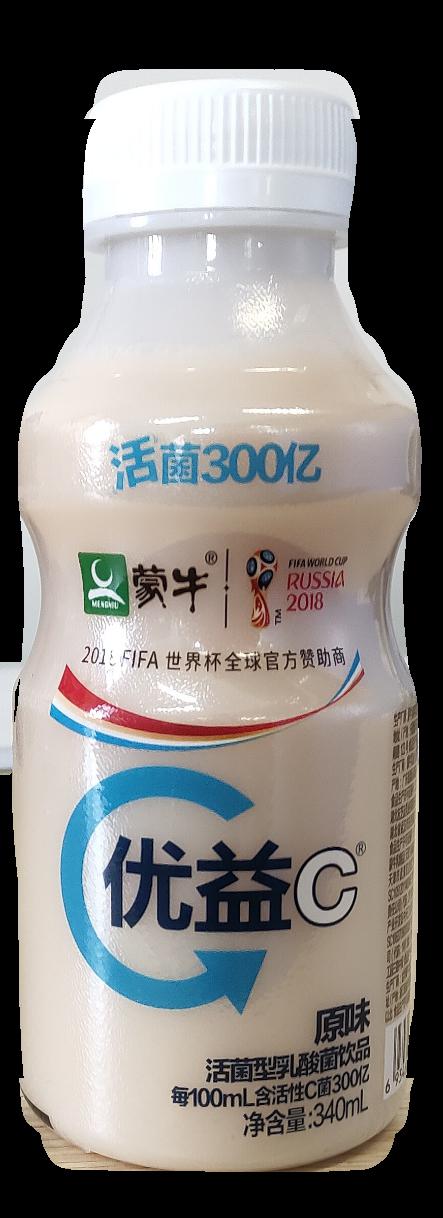 活菌300亿
MENGNIU
蒙牛®
FIFA WORLD CUP
RUSSIA
2018
TM
2018 FIFA 世界杯全球官方赞助商
优益C®
原味
活菌型乳酸菌饮品
每100mL含活性C菌300亿
净含量:340mL